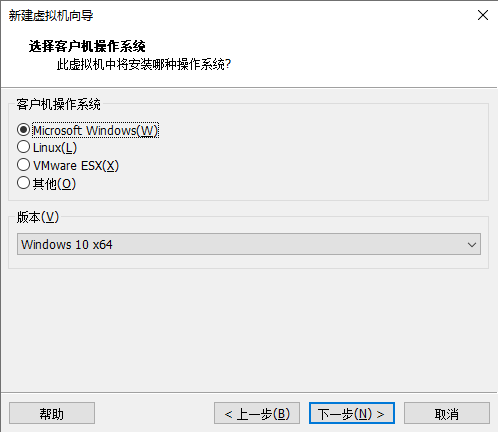 新建虚拟机向导
选择客户机操作系统
此虚拟机中将安装哪种操作系统?
客户机操作系统
Microsoft Windows(W)
Linux(L)
VMware ESX(X)
其他(O)
版本(V)
Windows 10 x64
帮助
< 上一步(B)
下一步(N) >
取消